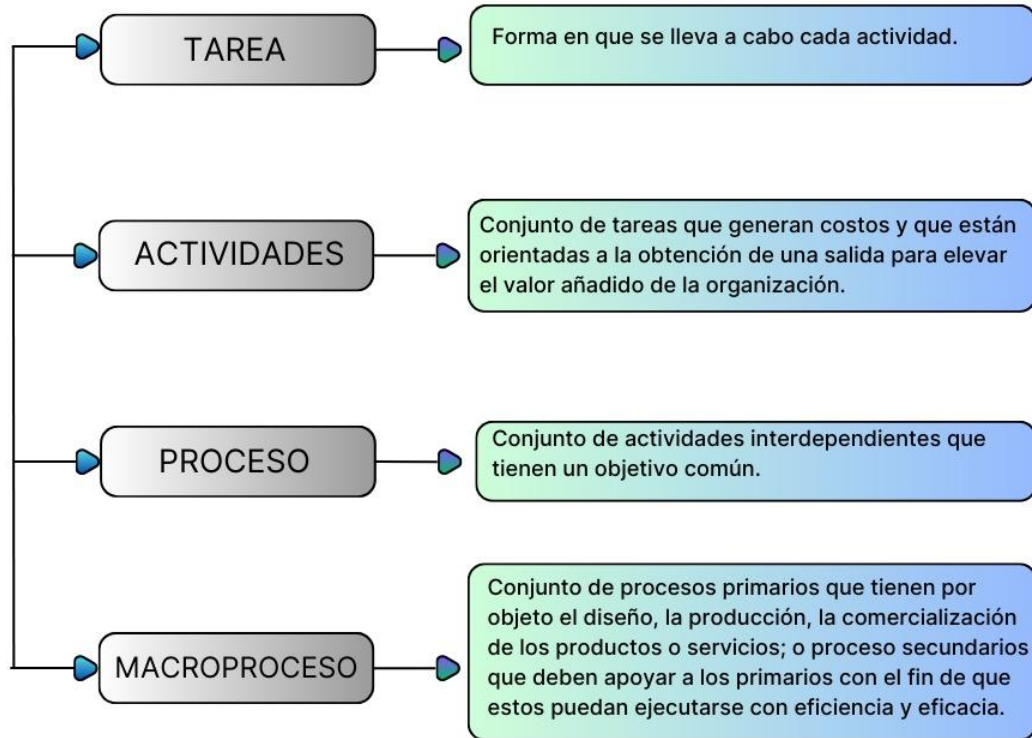 TAREA
Forma en que se lleva a cabo cada actividad.
ACTIVIDADES
Conjunto de tareas que generan costos y que están
orientadas a la obtención de una salida para elevar
el valor añadido de la organización.
PROCESO
Conjunto de actividades interdependientes que
tienen un objetivo común.
MACROPROCESO
Conjunto de procesos primarios que tienen por
objeto el diseño, la producción, la comercialización
de los productos o servicios; o proceso secundarios
que deben apoyar a los primarios con el fin de que
estos puedan ejecutarse con eficiencia y eficacia.